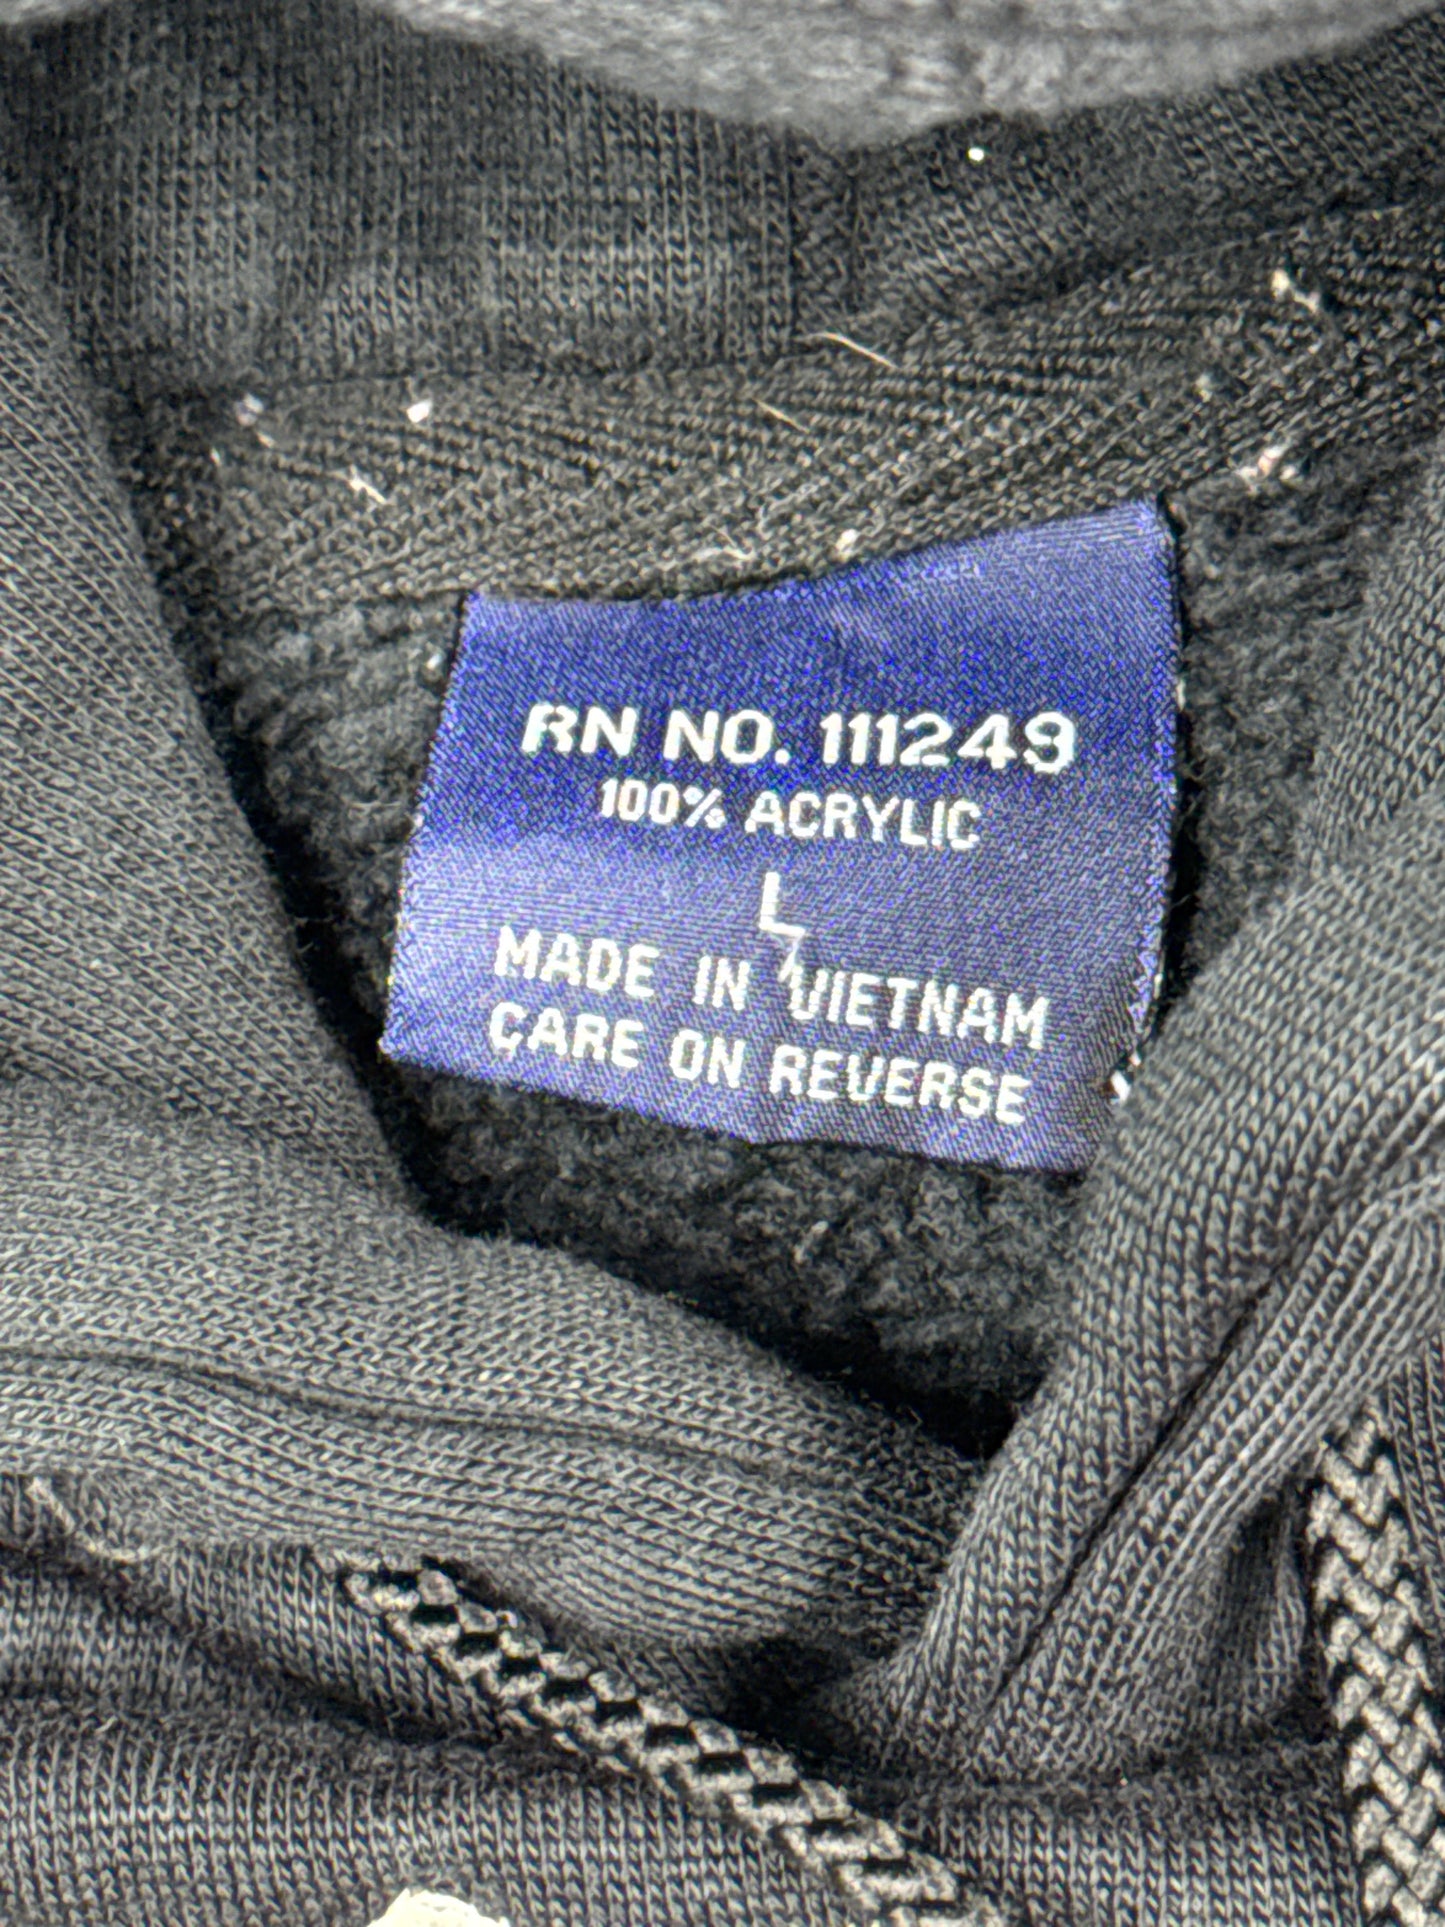 RN NO. 111249
100% ACRYLIC
L
MADE IN VIETNAM
CARE ON REVERSE